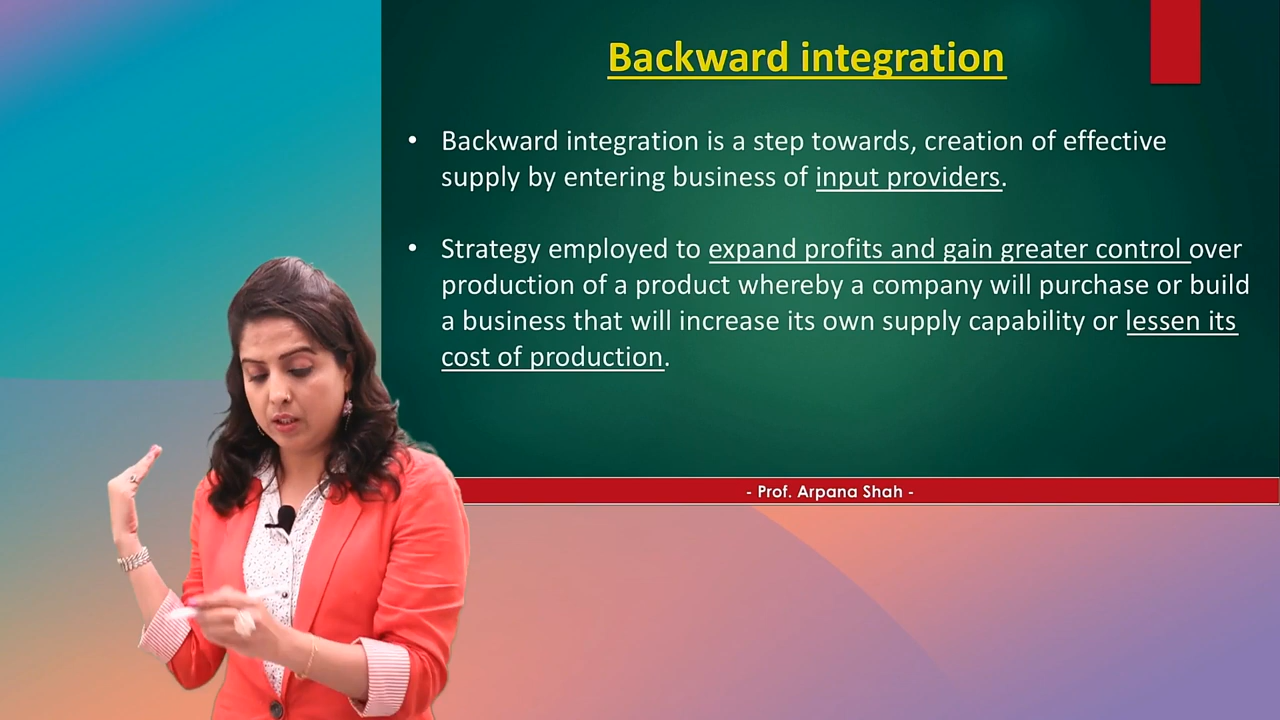 Backward integration
• Backward integration is a step towards, creation of effective
supply by entering business of input providers.
• Strategy employed to expand profits and gain greater control over
production of a product whereby a company will purchase or build
a business that will increase its own supply capability or lessen its
cost of production.
- Prof. Arpana Shah -